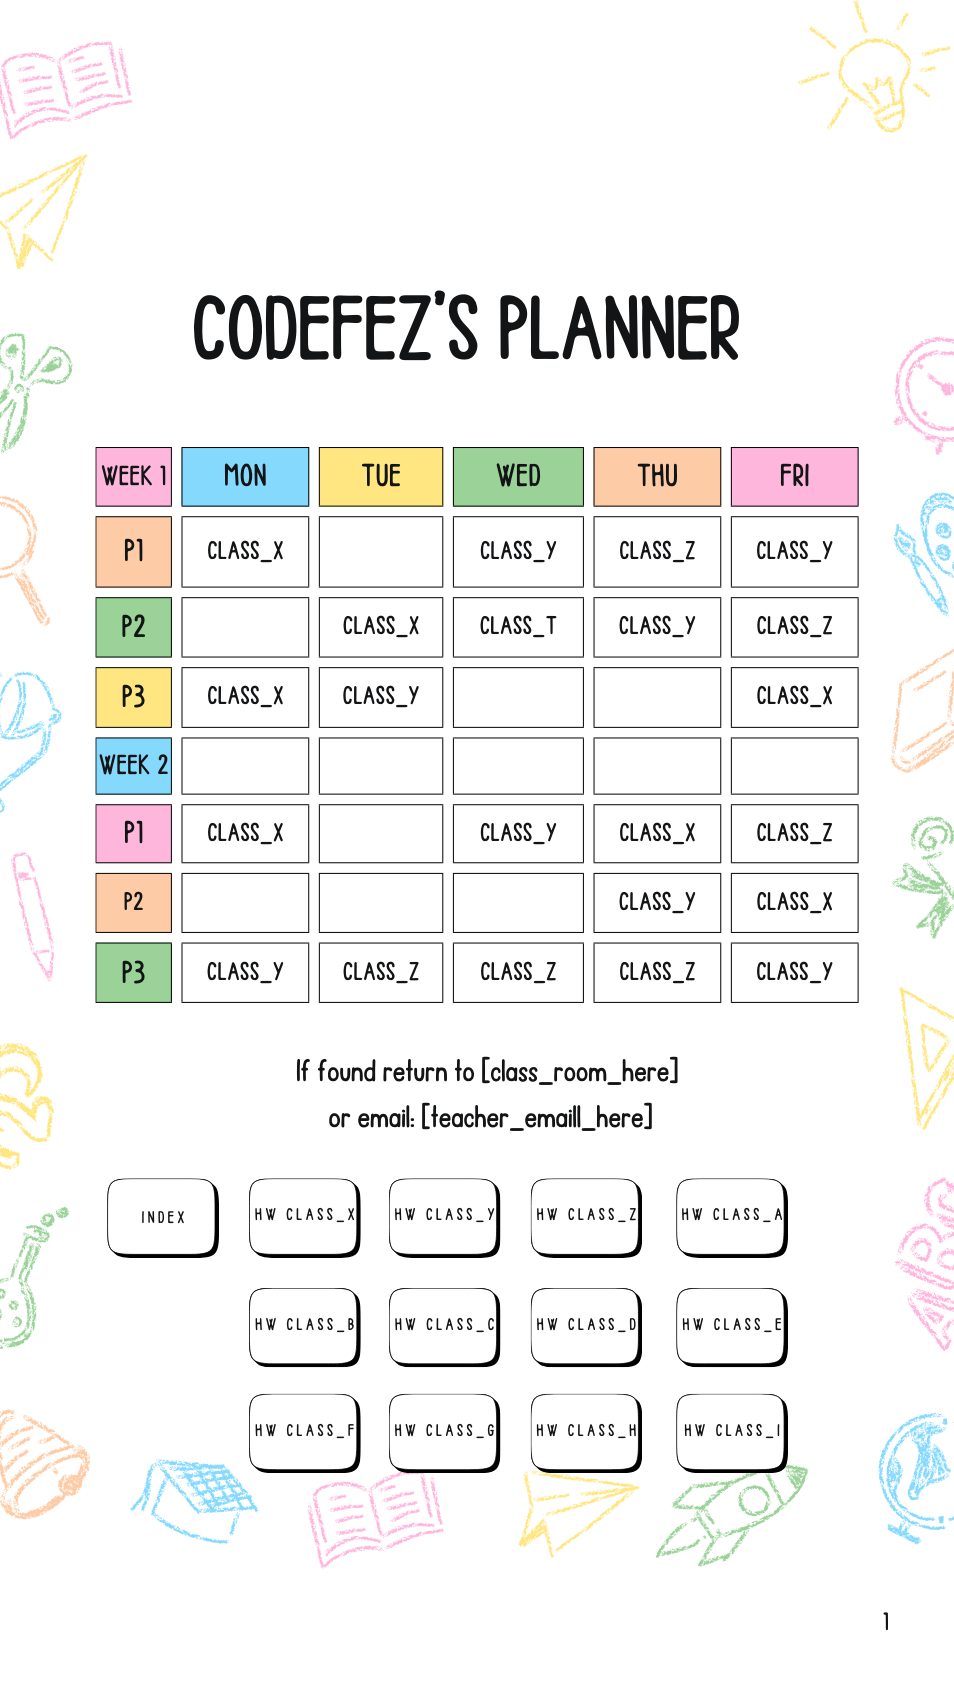 CODEFEZ'S PLANNER
WEEK 1 MON TUE WED THU FRI
P1 CLASS_X CLASS_Y CLASS_Z CLASS_Y
P2 CLASS_X CLASS_T CLASS_Y CLASS_Z
P3 CLASS_X CLASS_Y CLASS_X
WEEK 2
P1 CLASS_X CLASS_Y CLASS_X CLASS_Z
P2 CLASS_Y CLASS_X
P3 CLASS_Y CLASS_Z CLASS_Z CLASS_Z CLASS_Y
If found return to [class_room_here]
or email: [teacher_emaill_here]
INDEX HW CLASS_X HW CLASS_Y HW CLASS_Z HW CLASS_A
HW CLASS_B HW CLASS_C HW CLASS_D HW CLASS_E
HW CLASS_F HW CLASS_G HW CLASS_H HW CLASS_I
ABC
1